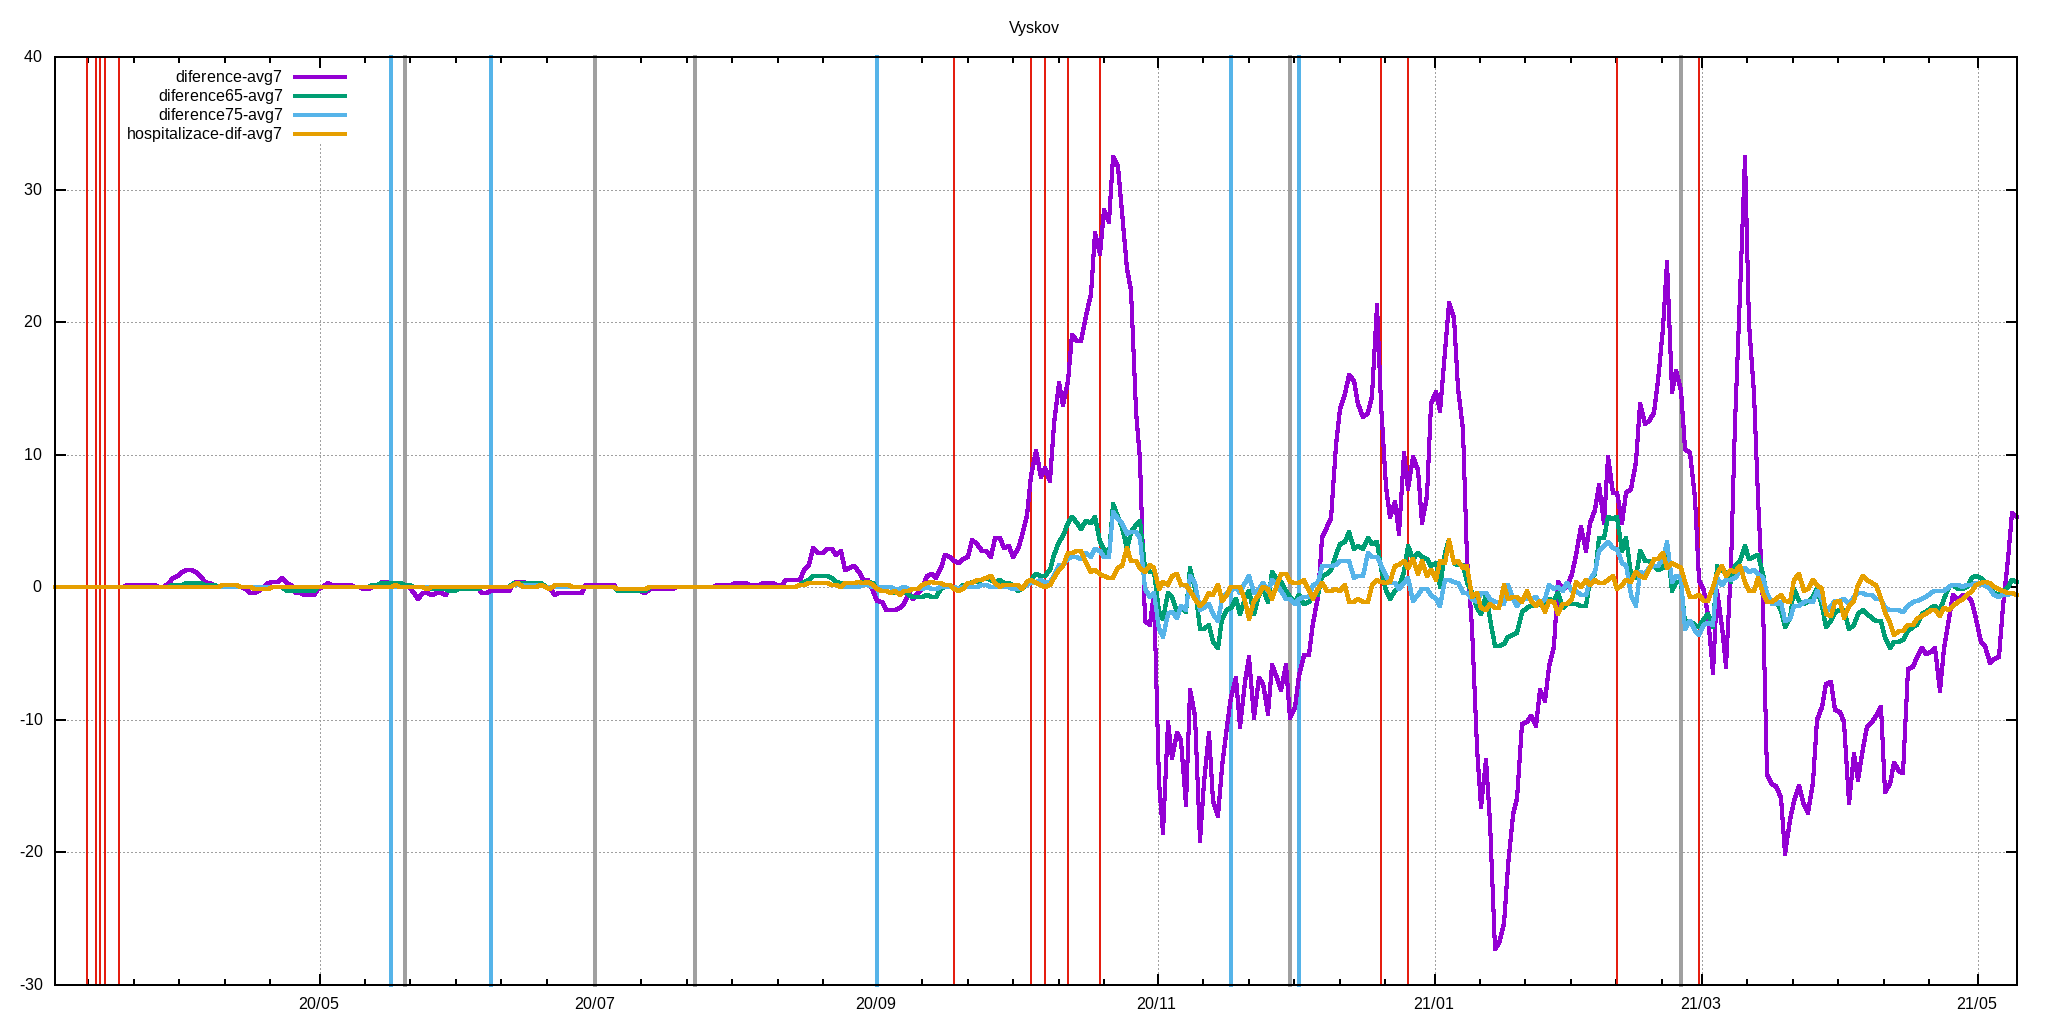 Vyskov
40
30
20
10
0
-10
-20
-30
diference-avg7
diference65-avg7
diference75-avg7
hospitalizace-dif-avg7
20/05 20/07 20/09 20/11 21/01 21/03 21/05